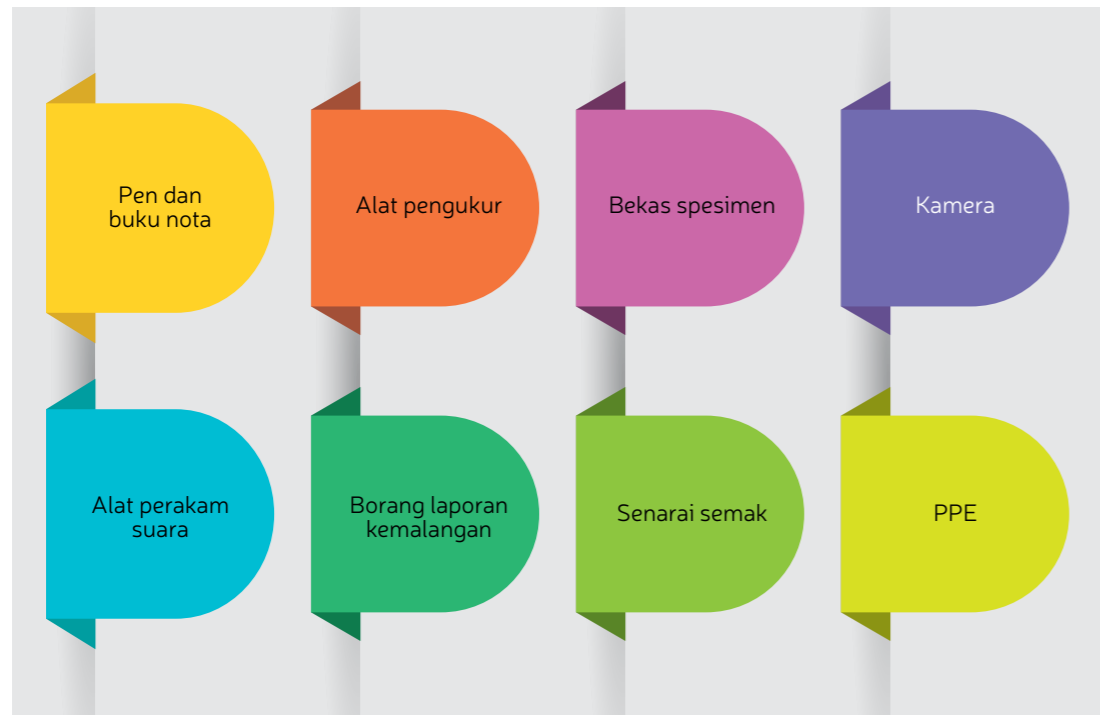 Pen dan
buku nota
Alat pengukur
Bekas spesimen
Kamera
Alat perakam
suara
Borang laporan
kemalangan
Senarai semak
PPE